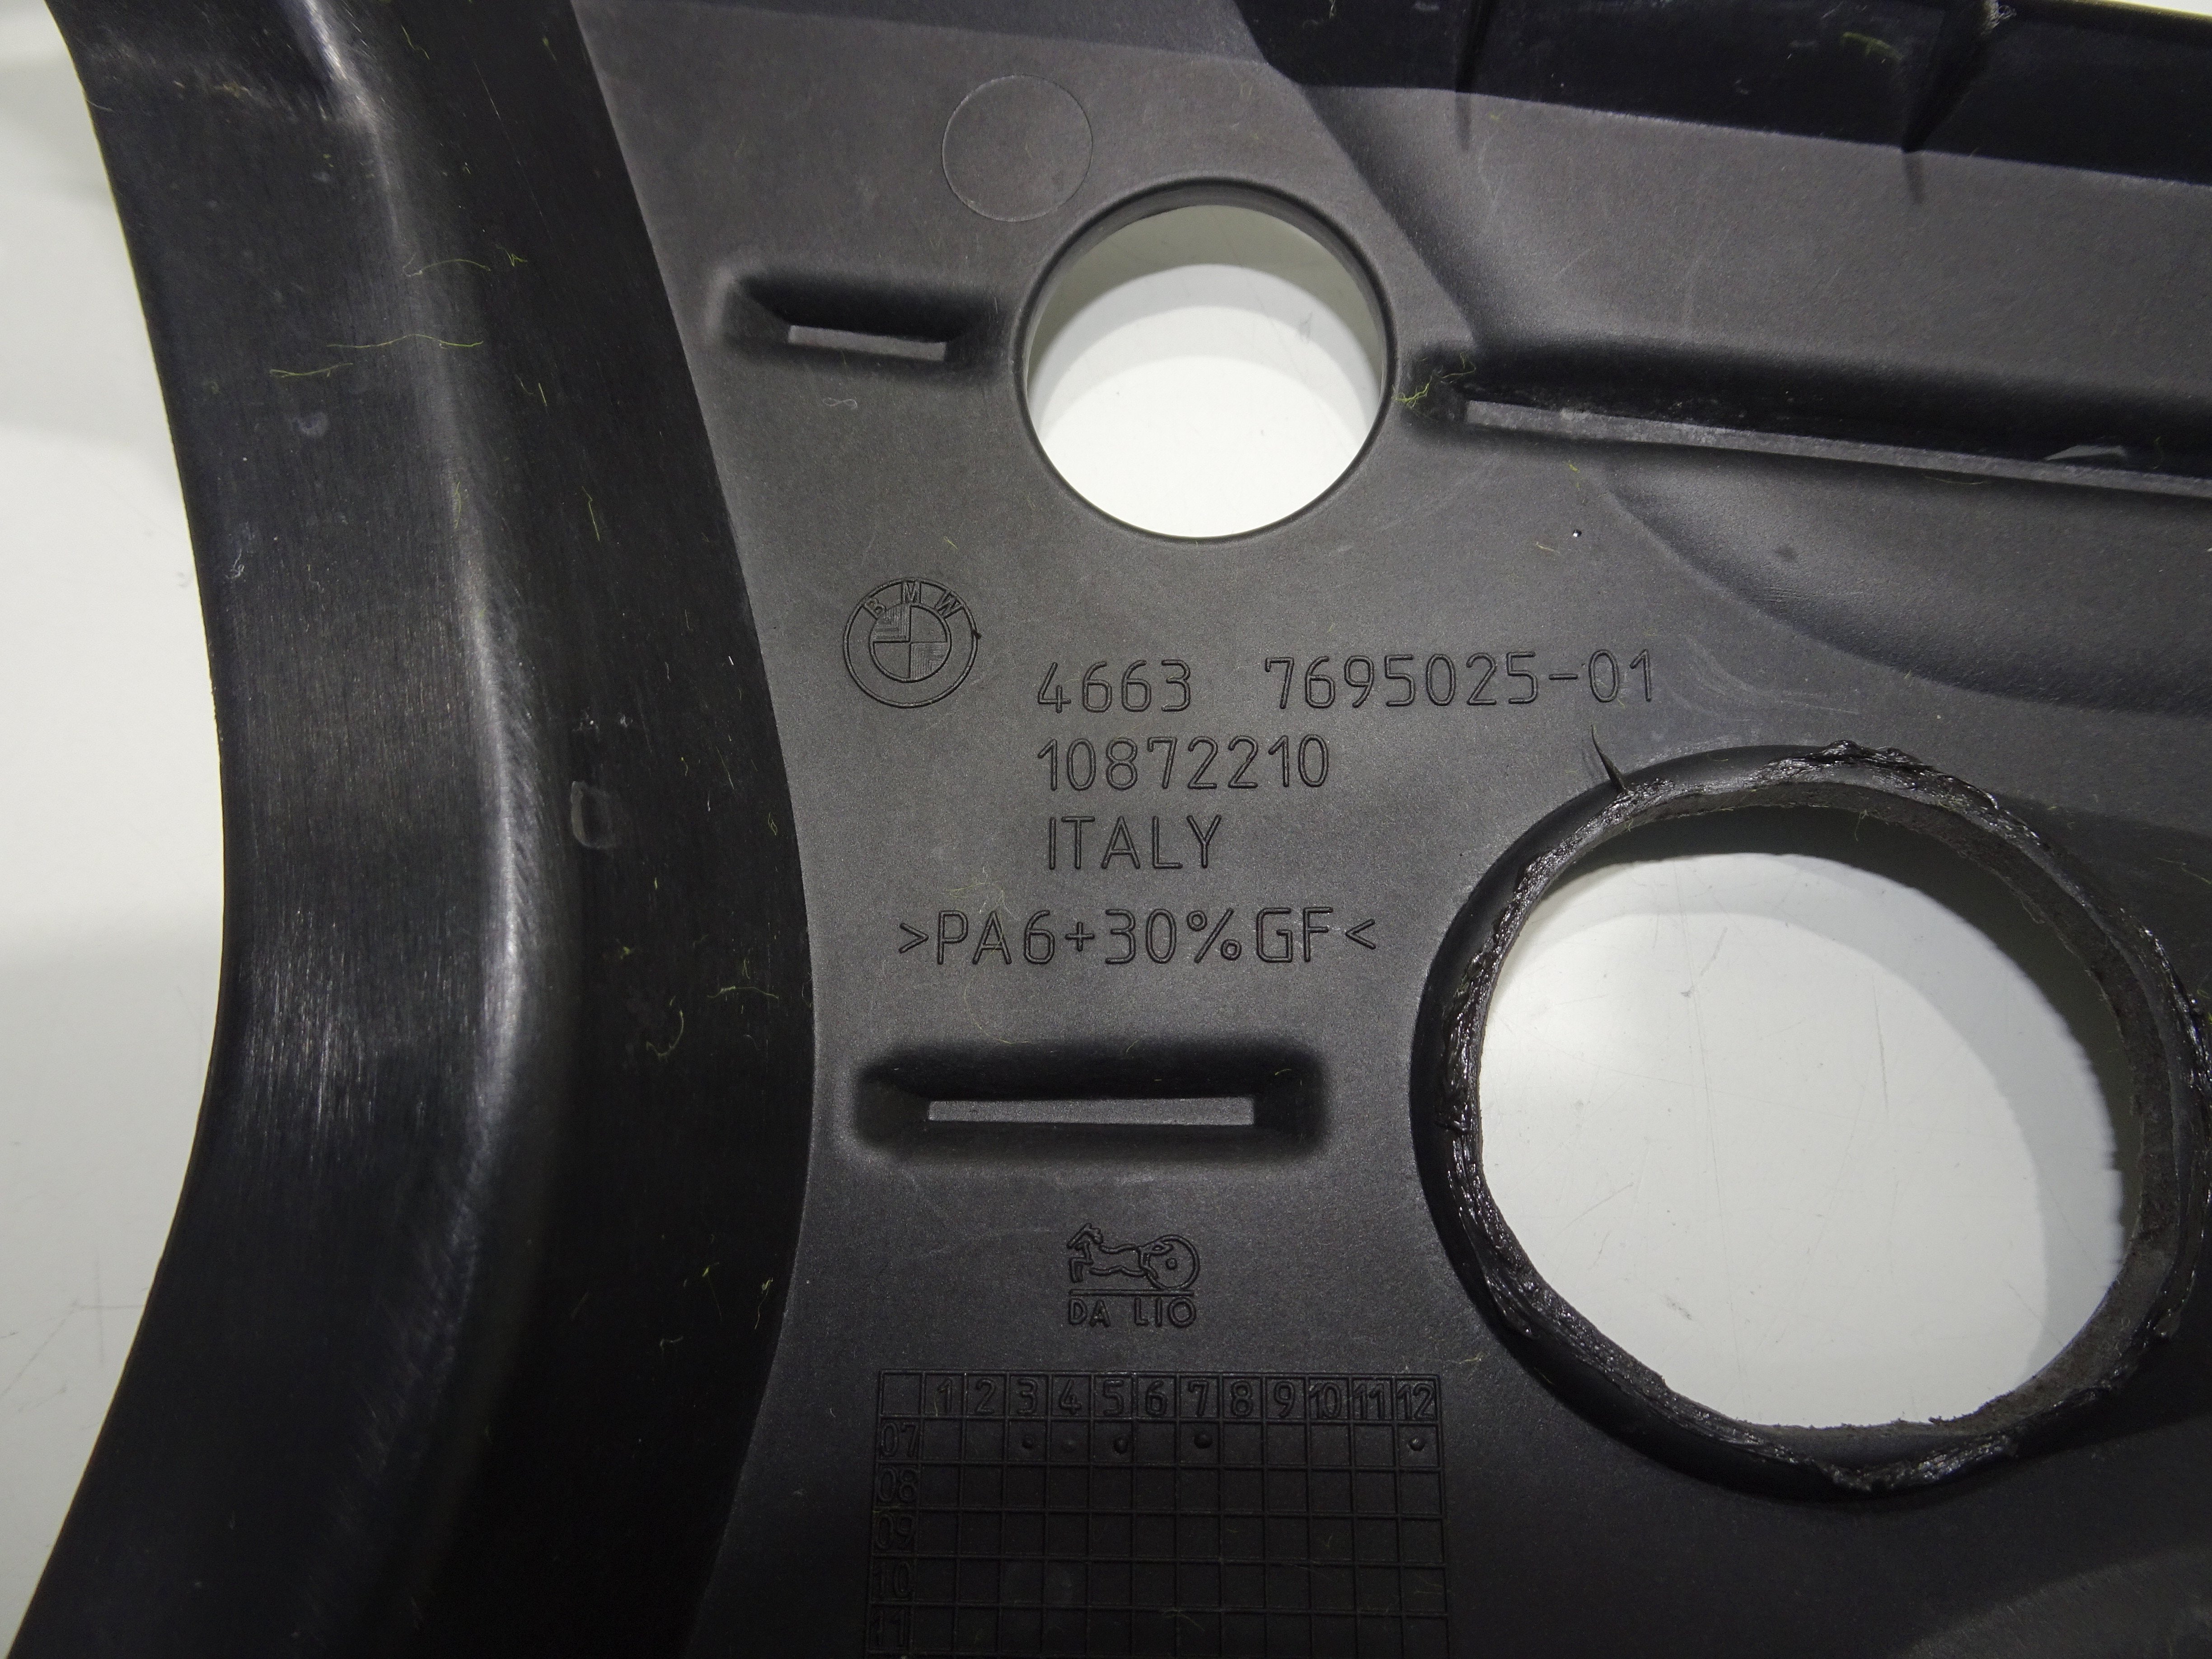 BMW
4663 7695025-01
10872210
ITALY
>PA6+30%GF<
DA LIO
1 2 3 4 5 6 7 8 9 10 11 12
07
08
09
10
11